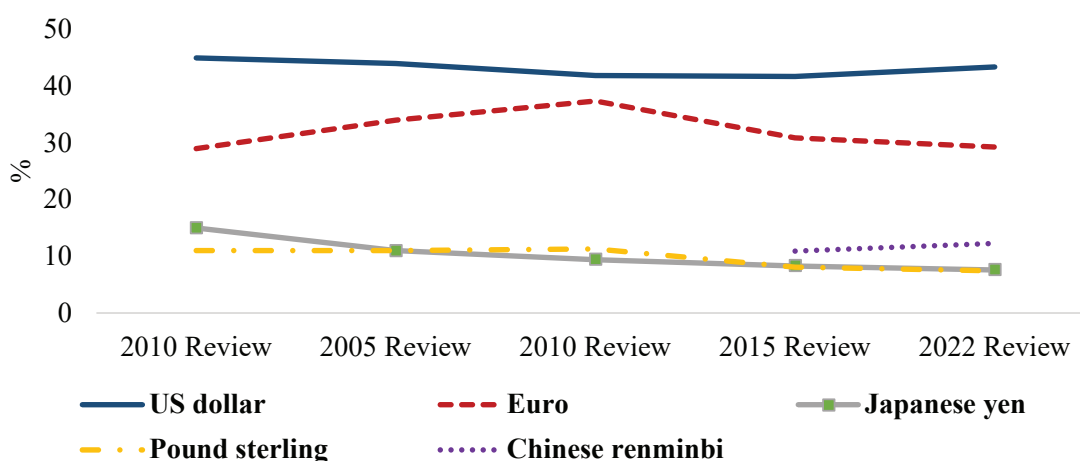 50
40
30
20
10
0
%
2010 Review 2005 Review 2010 Review 2015 Review 2022 Review
US dollar Euro Japanese yen
Pound sterling Chinese renminbi